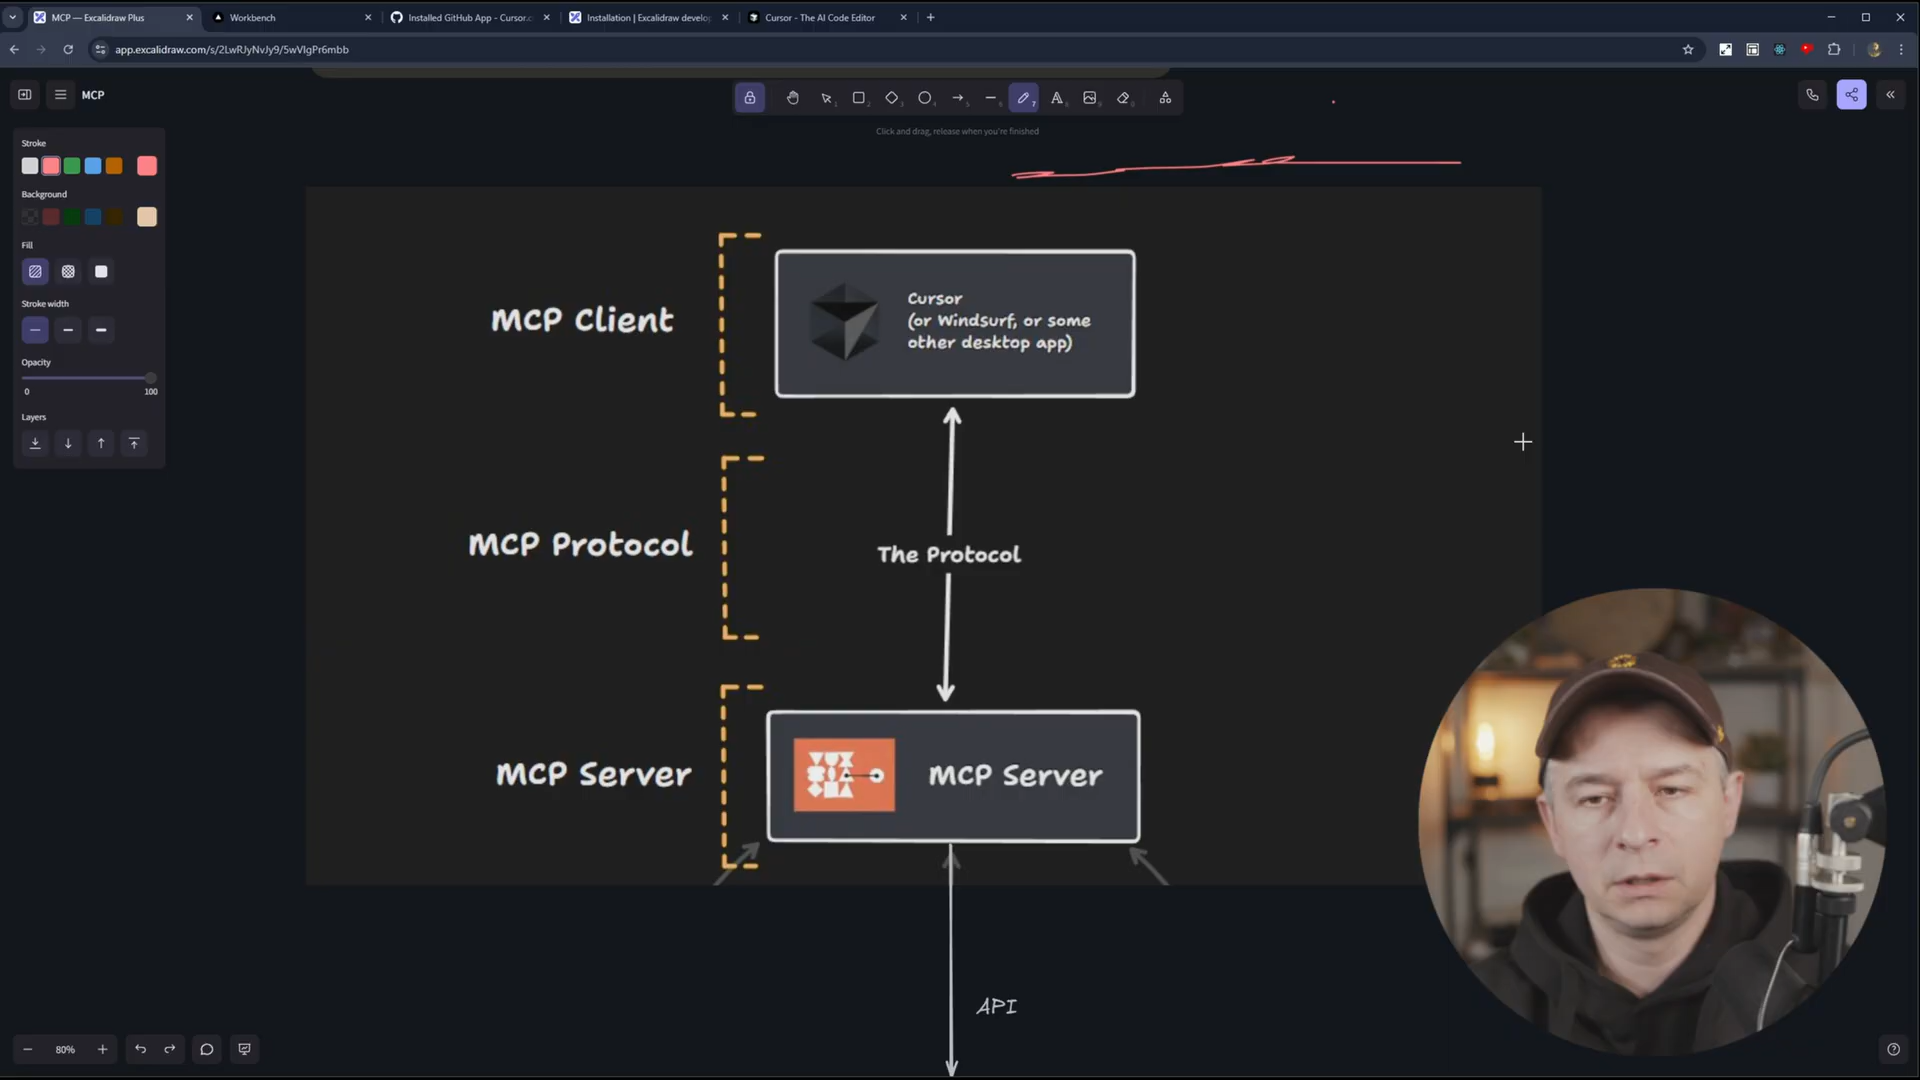 MCP — Excalidraw Plus
Workbench
Installed GitHub App - Cursor.c
Installation | Excalidraw develop
Cursor - The AI Code Editor
app.excalidraw.com/s/2LwRJyNvJy9/5wVlgPr6mbb
MCP
Click and drag, release when you're finished
Stroke
Background
Fill
Stroke width
Opacity
0 100
Layers
MCP Client
Cursor
(or Windsurf, or some
other desktop app)
MCP Protocol
The Protocol
MCP Server
MCP Server
API
80%